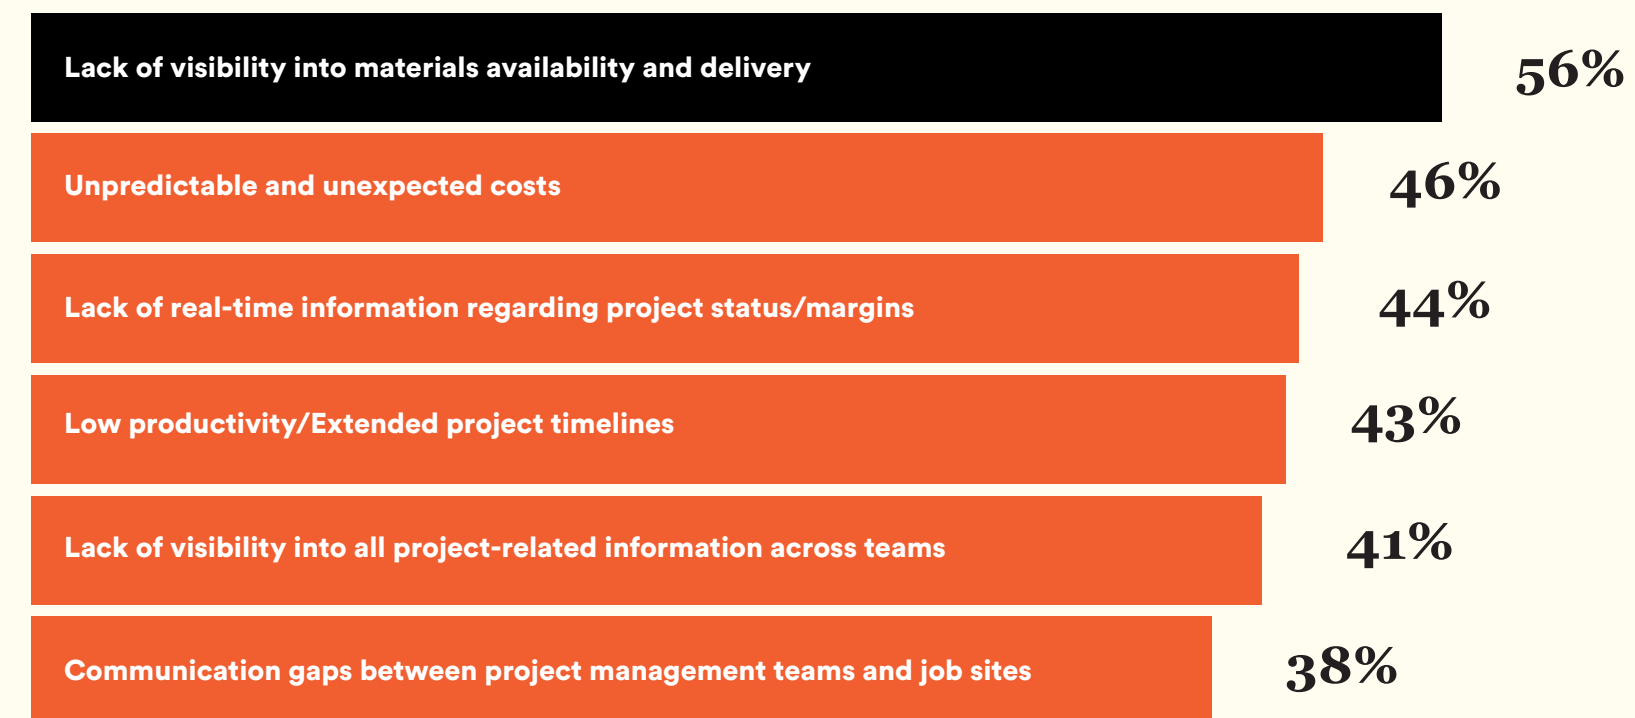 Lack of visibility into materials availability and delivery 56%
Unpredictable and unexpected costs 46%
Lack of real-time information regarding project status/margins 44%
Low productivity/Extended project timelines 43%
Lack of visibility into all project-related information across teams 41%
Communication gaps between project management teams and job sites 38%